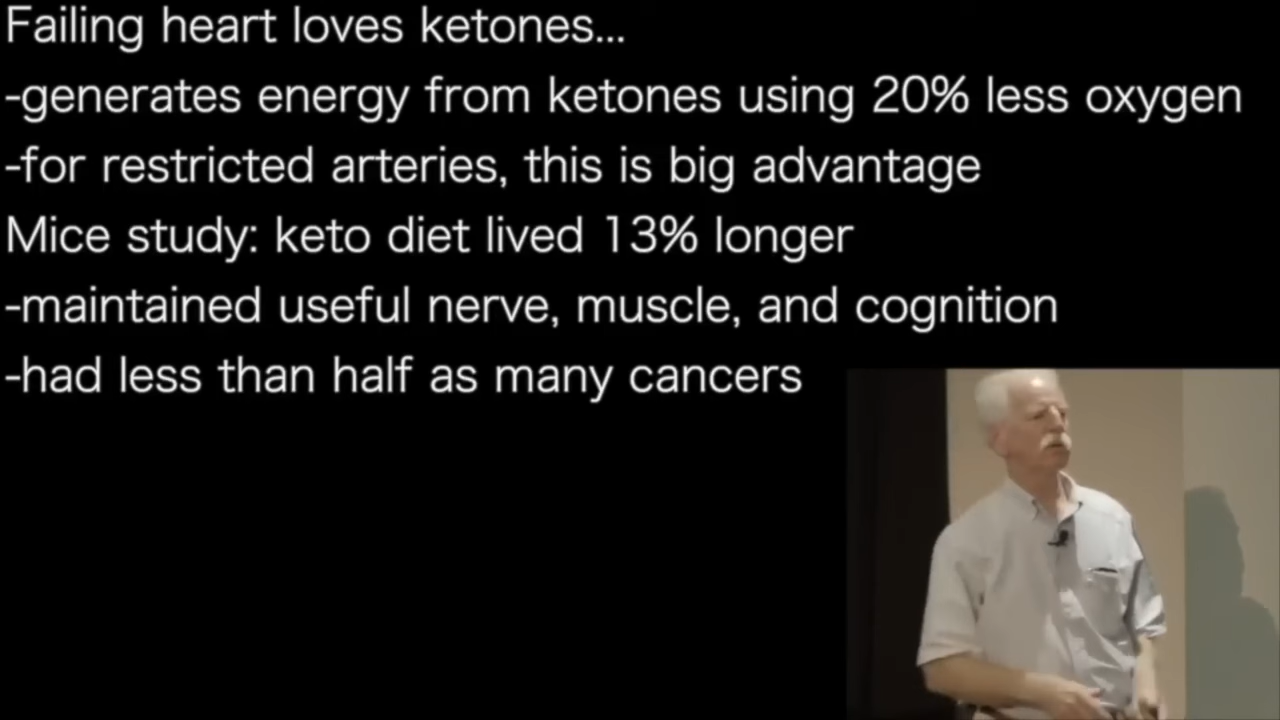 Failing heart loves ketones...
-generates energy from ketones using 20% less oxygen
-for restricted arteries, this is big advantage
Mice study: keto diet lived 13% longer
-maintained useful nerve, muscle, and cognition
-had less than half as many cancers